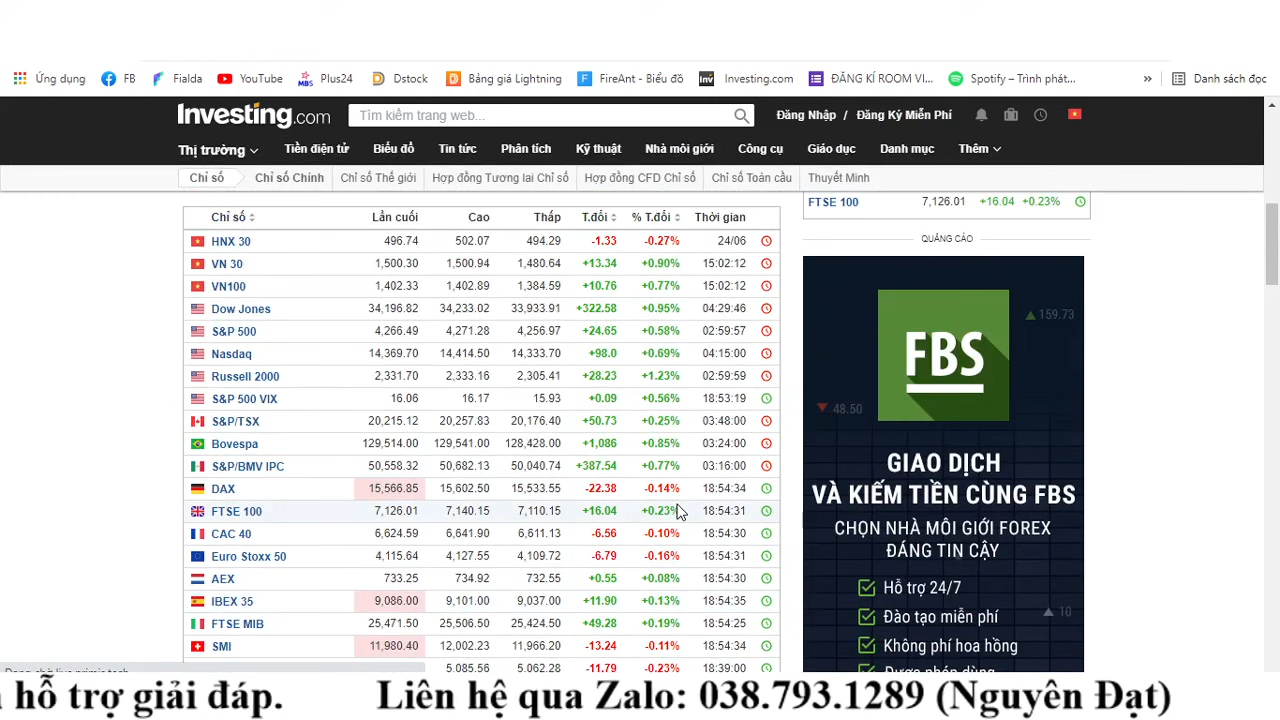 Ứng dụng FB Fialda YouTube MBS Plus24 Dstock Bảng giá Lightning FireAnt - Biểu đồ Investing.com ĐĂNG KÍ ROOM VI... Spotify – Trình phát... » Danh sách đọc
Investing.com Tìm kiếm trang web... Đăng Nhập / Đăng Ký Miễn Phí
Thị trường Tiền điện tử Biểu đồ Tin tức Phân tích Kỹ thuật Nhà môi giới Công cụ Giáo dục Danh mục Thêm
Chỉ số Chỉ số Chính Chỉ số Thế giới Hợp đồng Tương lai Chỉ số Hợp đồng CFD Chỉ số Chỉ số Toàn cầu Thuyết Minh
FTSE 100 7,126.01 +16.04 +0.23%
Chỉ số Lần cuối Cao Thấp T.đổi % T.đổi Thời gian
HNX 30 496.74 502.07 494.29 -1.33 -0.27% 24/06
VN 30 1,500.30 1,500.94 1,480.64 +13.34 +0.90% 15:02:12
VN100 1,402.33 1,402.89 1,384.59 +10.76 +0.77% 15:02:12
Dow Jones 34,196.82 34,233.02 33,933.91 +322.58 +0.95% 04:29:46
S&P 500 4,266.49 4,271.28 4,256.97 +24.65 +0.58% 02:59:57
Nasdaq 14,369.70 14,414.50 14,333.70 +98.0 +0.69% 04:15:00
Russell 2000 2,331.70 2,333.16 2,305.41 +28.23 +1.23% 02:59:59
S&P 500 VIX 16.06 16.17 15.93 +0.09 +0.56% 18:53:19
S&P/TSX 20,215.12 20,257.83 20,176.40 +50.73 +0.25% 03:48:00
Bovespa 129,514.00 129,541.00 128,428.00 +1,086 +0.85% 03:24:00
S&P/BMV IPC 50,558.32 50,682.13 50,040.74 +387.54 +0.77% 03:16:00
DAX 15,566.85 15,602.50 15,533.55 -22.38 -0.14% 18:54:34
FTSE 100 7,126.01 7,140.15 7,110.15 +16.04 +0.23% 18:54:31
CAC 40 6,624.59 6,641.90 6,611.13 -6.56 -0.10% 18:54:30
Euro Stoxx 50 4,115.64 4,127.55 4,109.72 -6.79 -0.16% 18:54:31
AEX 733.25 734.92 732.55 +0.55 +0.08% 18:54:30
IBEX 35 9,086.00 9,101.00 9,037.00 +11.90 +0.13% 18:54:35
FTSE MIB 25,471.50 25,506.50 25,424.50 +49.28 +0.19% 18:54:25
SMI 11,980.40 12,002.23 11,966.20 -13.24 -0.11% 18:54:31
5,085.56 5,062.28 -11.79 -0.23% 18:39:00
QUẢNG CÁO
159.73
FBS
48.50
GIAO DỊCH
VÀ KIẾM TIỀN CÙNG FBS
CHỌN NHÀ MÔI GIỚI FOREX
ĐÁNG TIN CẬY
Hỗ trợ 24/7
10
Đào tạo miễn phí
Không phí hoa hồng
hỗ trợ giải đáp. Liên hệ qua Zalo: 038.793.1289 (Nguyên Đạt)